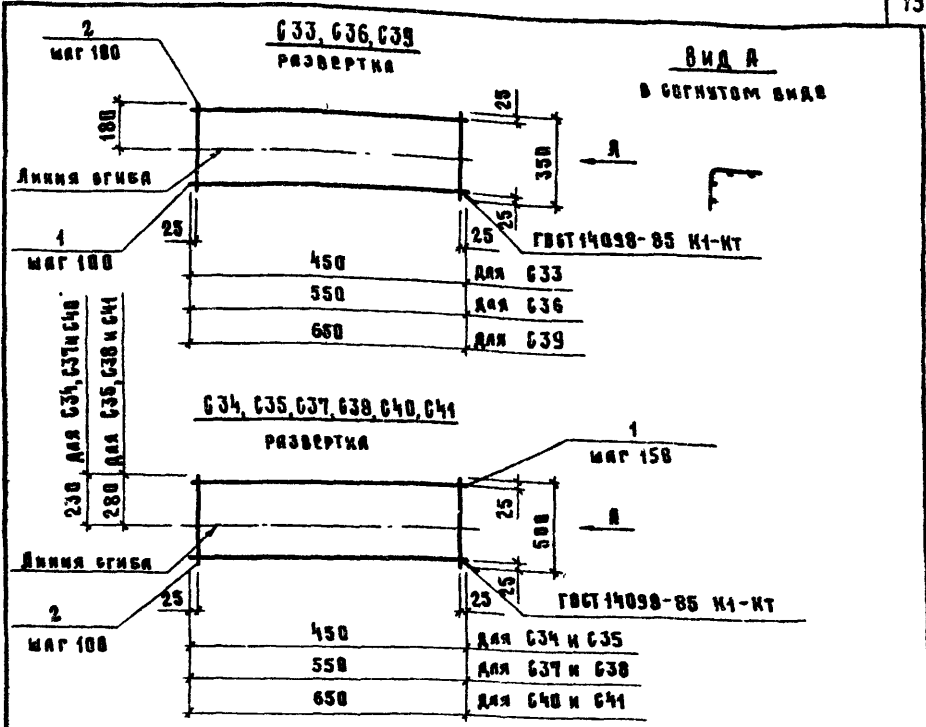 73
С33, С36, С39
РАЗВЕРТКА
ВИД А
В СОГНУТОМ ВИДЕ
2
шаг 100
180
Линия сгиба
1
шаг 100
25
350
25
А
25
25
ГОСТ 14098-85 К1-КТ
450 для С33
550 для С36
650 для С39
230 для С34, С37 и С40
280 для С35, С38 и С41
С34, С35, С37, С38, С40, С41
РАЗВЕРТКА
1
шаг 150
Линия сгиба
2
шаг 100
25
500
25
А
25
25
ГОСТ 14098-85 К1-КТ
450 для С34 и С35
550 для С37 и С38
650 для С40 и С41